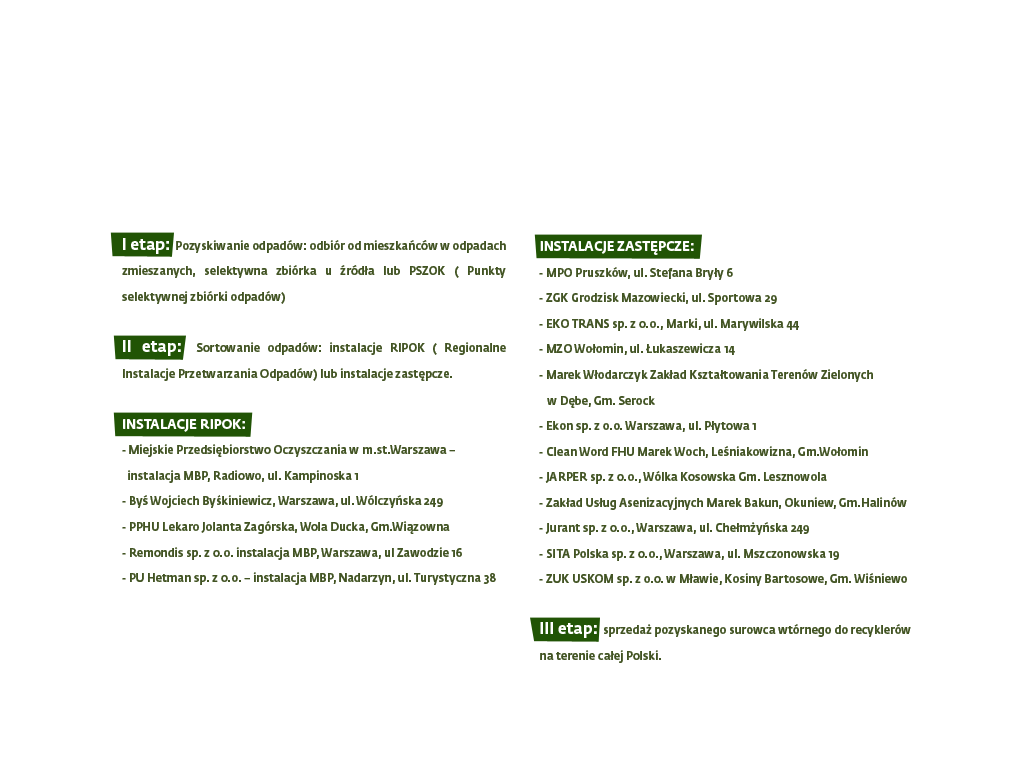 I etap: Pozyskiwanie odpadów: odbiór od mieszkańców w odpadach
zmieszanych, selektywna zbiórka u źródła lub PSZOK ( Punkty
selektywnej zbiórki odpadów)
II etap: Sortowanie odpadów: instalacje RIPOK ( Regionalne
Instalacje Przetwarzania Odpadów) lub instalacje zastępcze.
INSTALACJE RIPOK:
- Miejskie Przedsiębiorstwo Oczyszczania w m.st.Warszawa –
instalacja MBP, Radiowo, ul. Kampinoska 1
- Byś Wojciech Byśkiniewicz, Warszawa, ul. Wólczyńska 249
- PPHU Lekaro Jolanta Zagórska, Wola Ducka, Gm.Wiązowna
- Remondis sp. z o.o. instalacja MBP, Warszawa, ul Zawodzie 16
- PU Hetman sp. z o.o. – instalacja MBP, Nadarzyn, ul. Turystyczna 38
INSTALACJE ZASTĘPCZE:
- MPO Pruszków, ul. Stefana Bryły 6
- ZGK Grodzisk Mazowiecki, ul. Sportowa 29
- EKO TRANS sp. z o.o., Marki, ul. Marywilska 44
- MZO Wołomin, ul. Łukaszewicza 14
- Marek Włodarczyk Zakład Kształtowania Terenów Zielonych
w Dębe, Gm. Serock
- Ekon sp. z o.o. Warszawa, ul. Płytowa 1
- Clean Word FHU Marek Woch, Leśniakowizna, Gm.Wołomin
- JARPER sp. z o.o., Wólka Kosowska Gm. Lesznowola
- Zakład Usług Asenizacyjnych Marek Bakun, Okuniew, Gm.Halinów
- Jurant sp. z o.o., Warszawa, ul. Chełmżyńska 249
- SITA Polska sp. z o.o., Warszawa, ul. Mszczonowska 19
- ZUK USKOM sp. z o.o. w Mławie, Kosiny Bartosowe, Gm. Wiśniewo
III etap: sprzedaż pozyskanego surowca wtórnego do recyklerów
na terenie całej Polski.